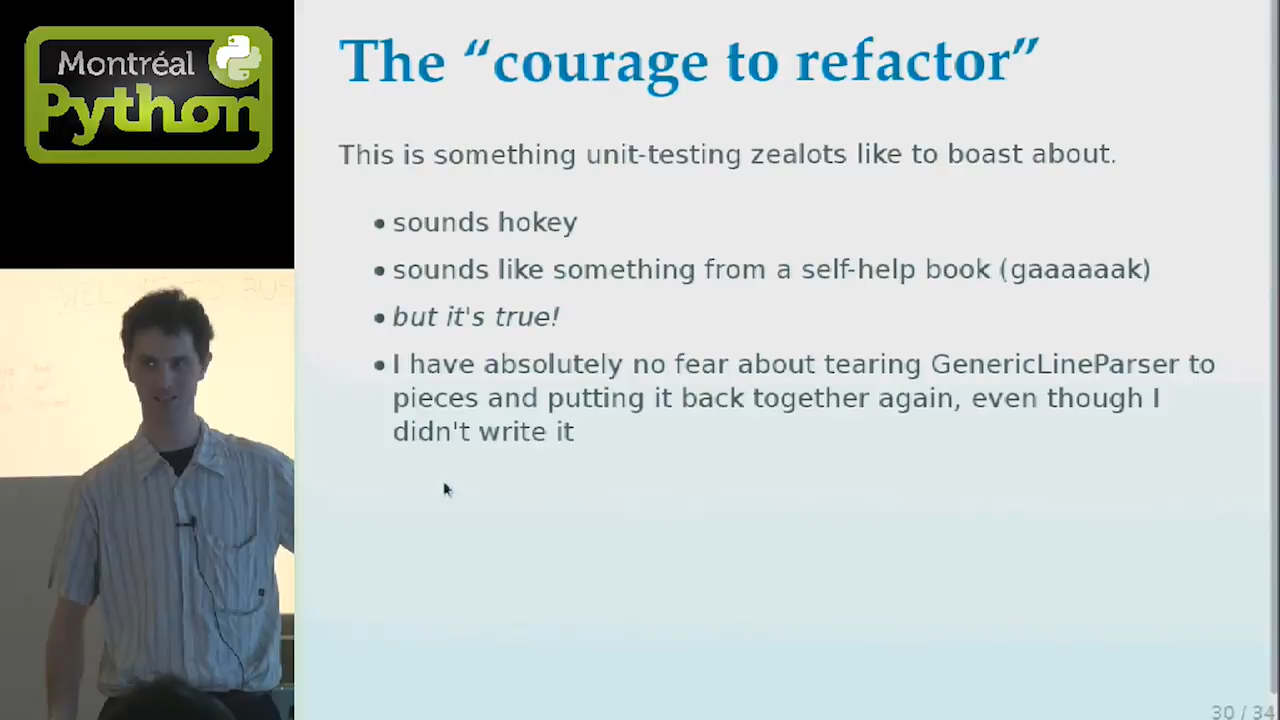 Montréal
Python
The “courage to refactor”
This is something unit-testing zealots like to boast about.
• sounds hokey
• sounds like something from a self-help book (gaaaaaak)
• but it's true!
• I have absolutely no fear about tearing GenericLineParser to
pieces and putting it back together again, even though I
didn't write it
30 / 34